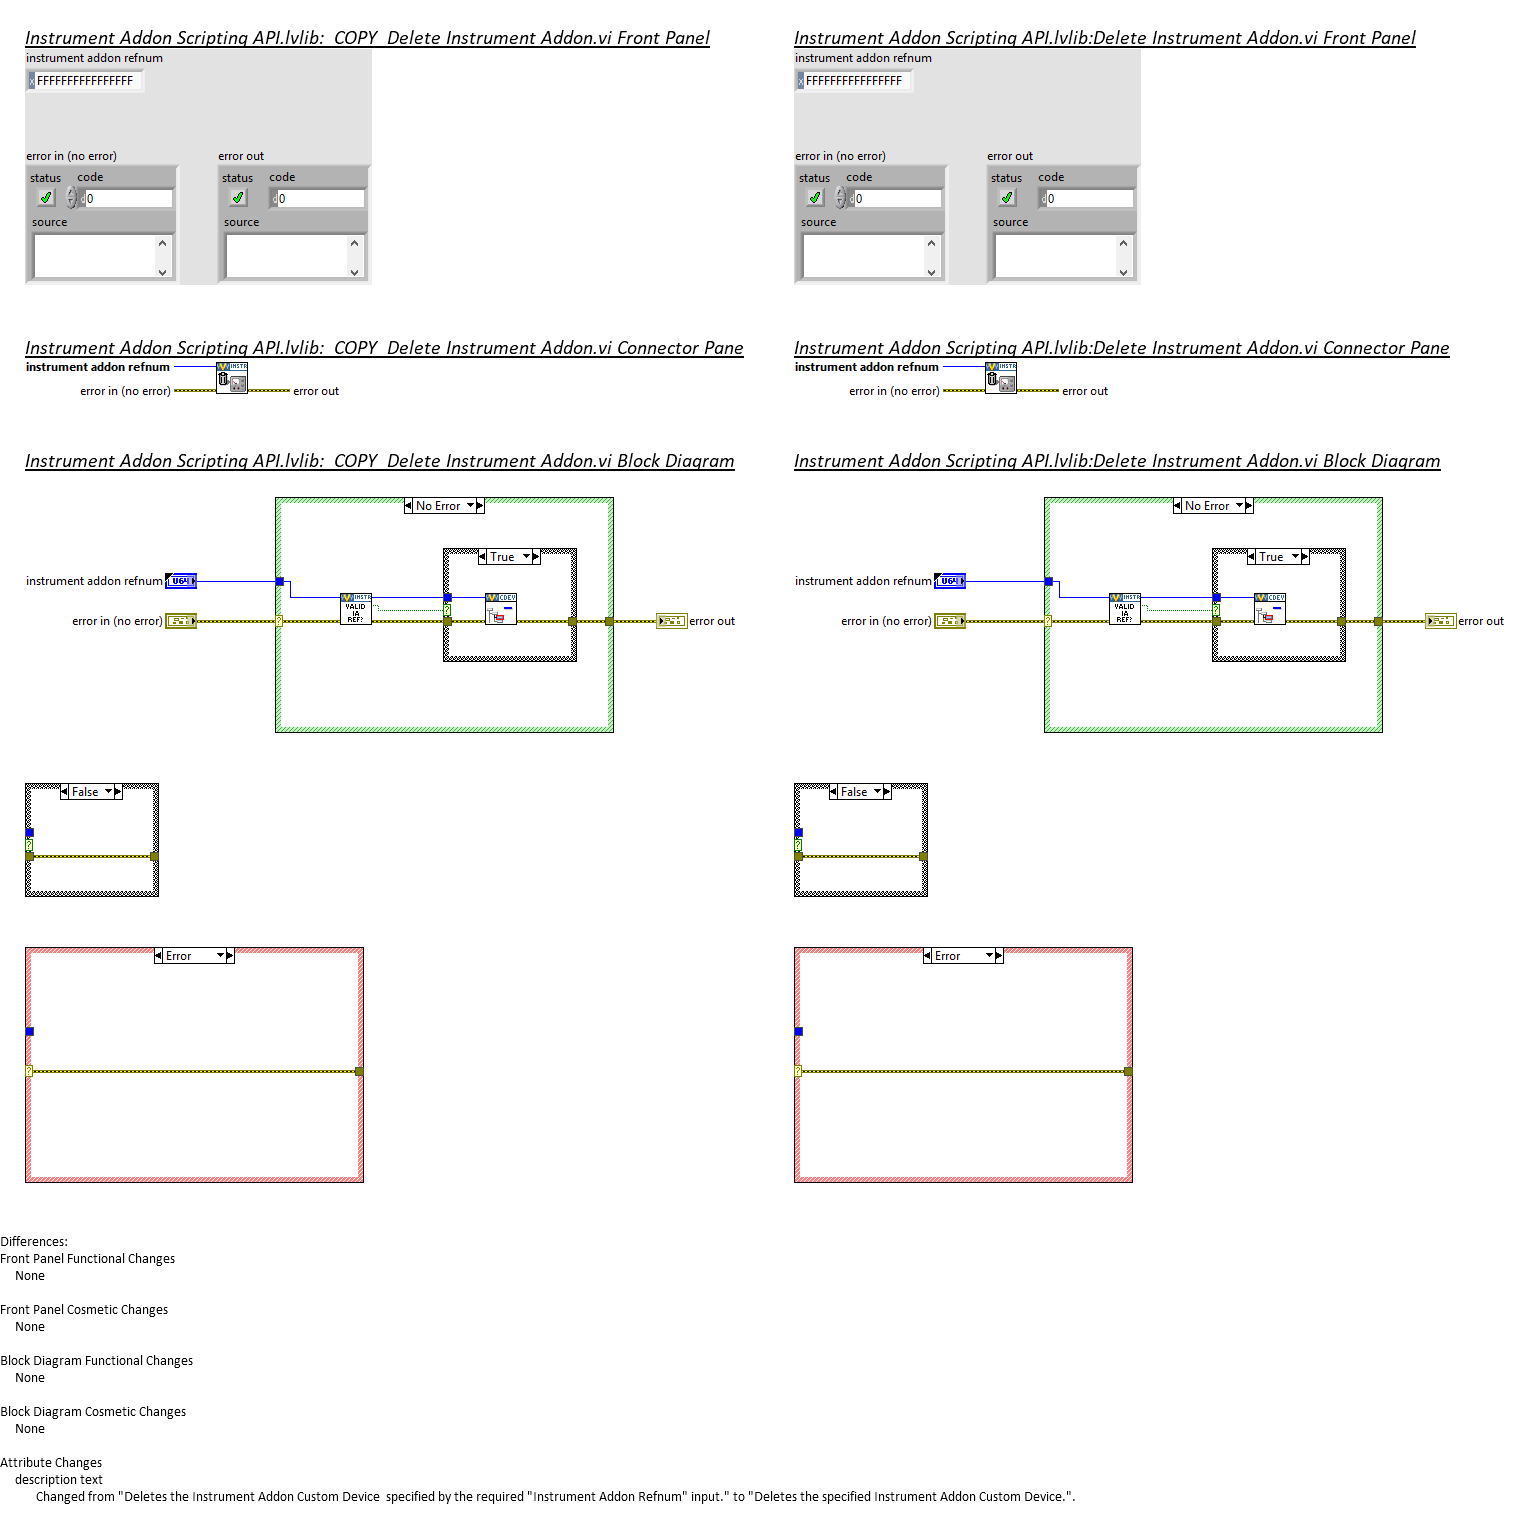 Instrument Addon Scripting API.lvlib:_COPY_Delete Instrument Addon.vi Front Panel
Instrument Addon Scripting API.lvlib:Delete Instrument Addon.vi Front Panel
instrument addon refnum
instrument addon refnum
x FFFFFFFFFFFFFFFF
x FFFFFFFFFFFFFFFF
error in (no error)
error out
error in (no error)
error out
status code
status code
status code
status code
d 0
d 0
d 0
d 0
source
source
source
source
Instrument Addon Scripting API.lvlib:_COPY_Delete Instrument Addon.vi Connector Pane
Instrument Addon Scripting API.lvlib:Delete Instrument Addon.vi Connector Pane
instrument addon refnum
INSTR
instrument addon refnum
INSTR
error in (no error)
error out
error in (no error)
error out
Instrument Addon Scripting API.lvlib:_COPY_Delete Instrument Addon.vi Block Diagram
Instrument Addon Scripting API.lvlib:Delete Instrument Addon.vi Block Diagram
No Error
No Error
True
True
instrument addon refnum
U64
instrument addon refnum
U64
INSTR
VALID
IA
REF?
?
CDEV
INSTR
VALID
IA
REF?
?
CDEV
error in (no error)
?
error out
error in (no error)
?
error out
False
False
?
?
Error
Error
?
?
Differences:
Front Panel Functional Changes
None
Front Panel Cosmetic Changes
None
Block Diagram Functional Changes
None
Block Diagram Cosmetic Changes
None
Attribute Changes
description text
Changed from "Deletes the Instrument Addon Custom Device  specified by the required "Instrument Addon Refnum" input." to "Deletes the specified Instrument Addon Custom Device.".